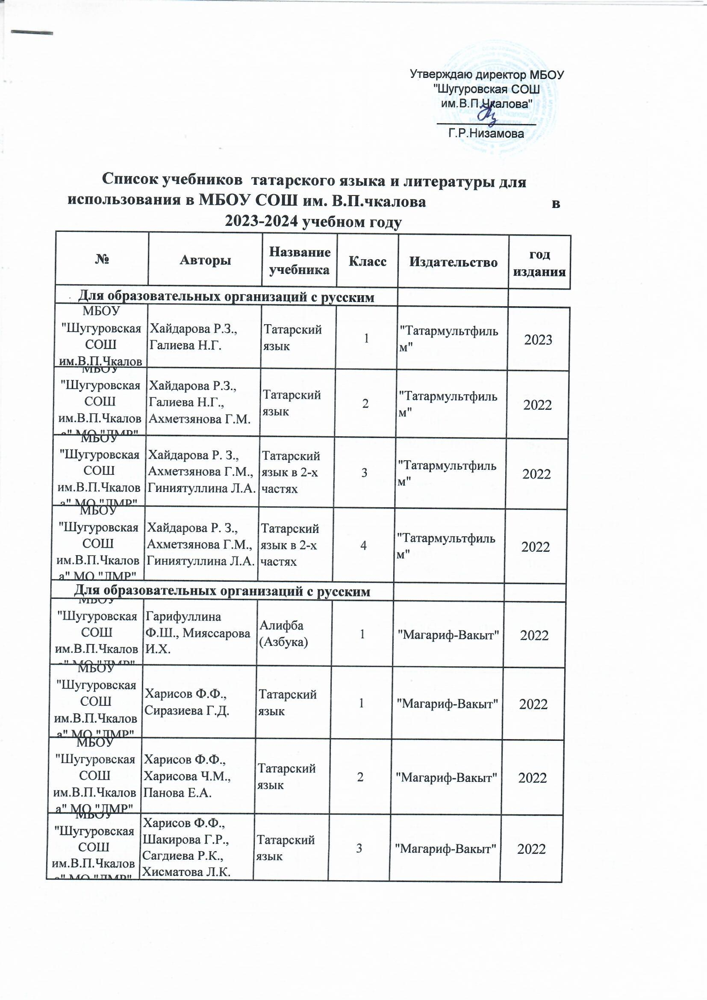 Утверждаю директор МБОУ
"Шугуровская СОШ
им.В.П.Чкалова"
Г.Р.Низамова
Список учебников татарского языка и литературы для
использования в МБОУ СОШ им. В.П.чкалова в
2023-2024 учебном году
№ Авторы Название учебника Класс Издательство год издания
Для образовательных организаций с русским
МБОУ "Шугуровская СОШ им.В.П.Чкалов Хайдарова Р.З., Галиева Н.Г. Татарский язык 1 "Татармультфильм" 2023
МБОУ "Шугуровская СОШ им.В.П.Чкалова" МО "ЛМР" Хайдарова Р.З., Галиева Н.Г., Ахметзянова Г.М. Татарский язык 2 "Татармультфильм" 2022
МБОУ "Шугуровская СОШ им.В.П.Чкалова" МО "ЛМР" Хайдарова Р. З., Ахметзянова Г.М., Гиниятуллина Л.А. Татарский язык в 2-х частях 3 "Татармультфильм" 2022
МБОУ "Шугуровская СОШ им.В.П.Чкалова" МО "ЛМР" Хайдарова Р. З., Ахметзянова Г.М., Гиниятуллина Л.А. Татарский язык в 2-х частях 4 "Татармультфильм" 2022
Для образовательных организаций с русским
МБОУ "Шугуровская СОШ им.В.П.Чкалова" МО "ЛМР" Гарифуллина Ф.Ш., Мияссарова И.Х. Алифба (Азбука) 1 "Магариф-Вакыт" 2022
МБОУ "Шугуровская СОШ им.В.П.Чкалова" МО "ЛМР" Харисов Ф.Ф., Сиразиева Г.Д. Татарский язык 1 "Магариф-Вакыт" 2022
МБОУ "Шугуровская СОШ им.В.П.Чкалова" МО "ЛМР" Харисов Ф.Ф., Харисова Ч.М., Панова Е.А. Татарский язык 2 "Магариф-Вакыт" 2022
МБОУ "Шугуровская СОШ им.В.П.Чкалова" МО "ЛМР" Харисов Ф.Ф., Шакирова Г.Р., Сагдиева Р.К., Хисматова Л.К. Татарский язык 3 "Магариф-Вакыт" 2022